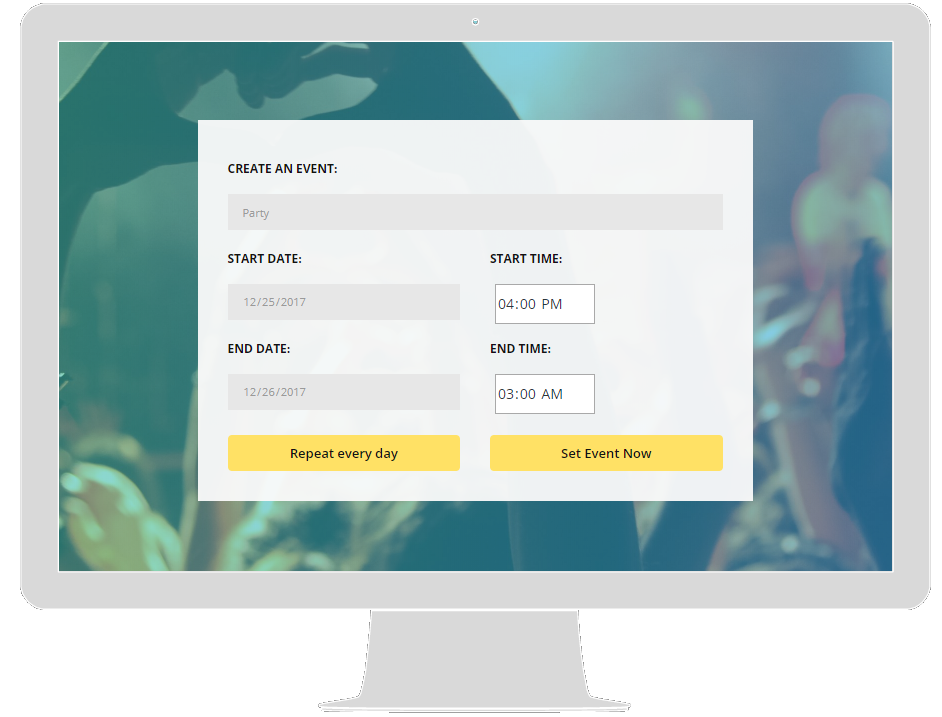 CREATE AN EVENT:
Party
START DATE:
START TIME:
12/25/2017
04:00 PM
END DATE:
END TIME:
12/26/2017
03:00 AM
Repeat every day
Set Event Now